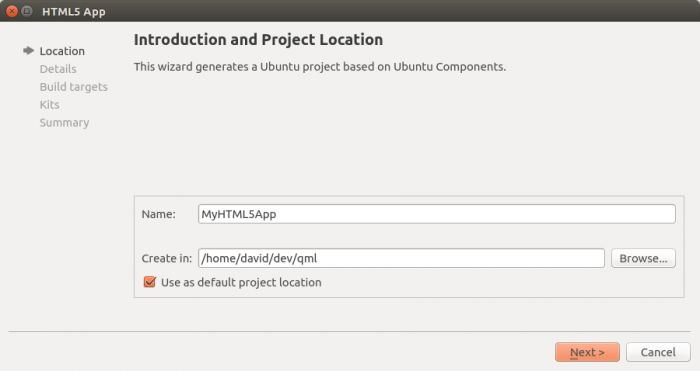 HTML5 App
Location
Details
Build targets
Kits
Summary
Introduction and Project Location
This wizard generates a Ubuntu project based on Ubuntu Components.
Name: MyHTML5App
Create in: /home/david/dev/qml Browse...
Use as default project location
Next > Cancel